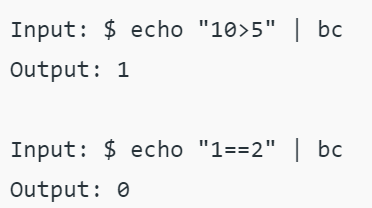 Input: $ echo "10>5" | bc
Output: 1
Input: $ echo "1==2" | bc
Output: 0